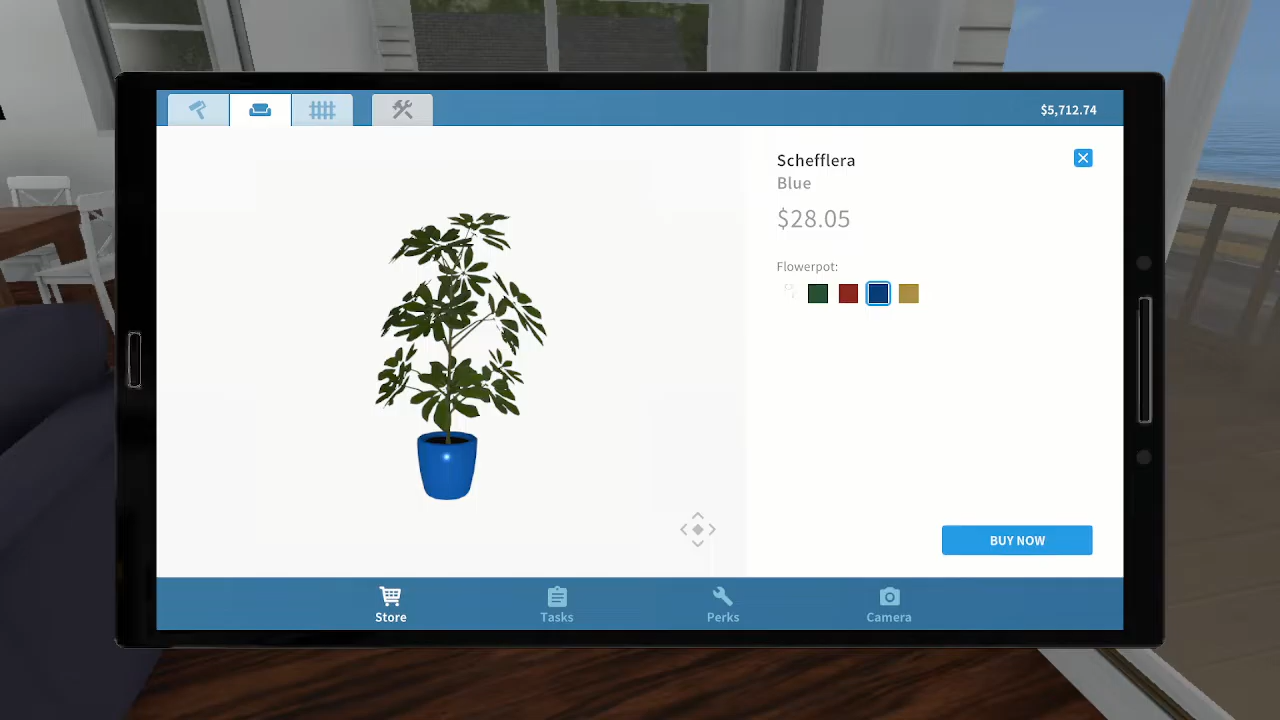 $5,712.74
Schefflera
Blue
$28.05
Flowerpot:
BUY NOW
Store
Tasks
Perks
Camera